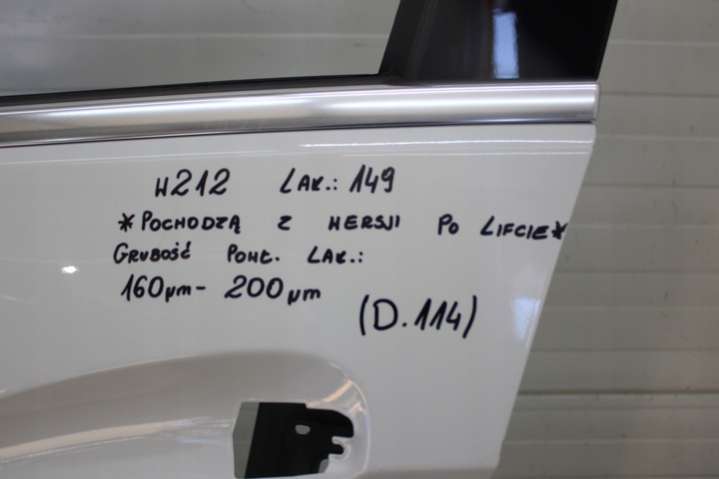 W212 LAK.: 149
*POCHODZĄ Z WERSJI PO LIFCIE*
GRUBOŚĆ POWŁ. LAK.:
160µm- 200µm
(D.114)